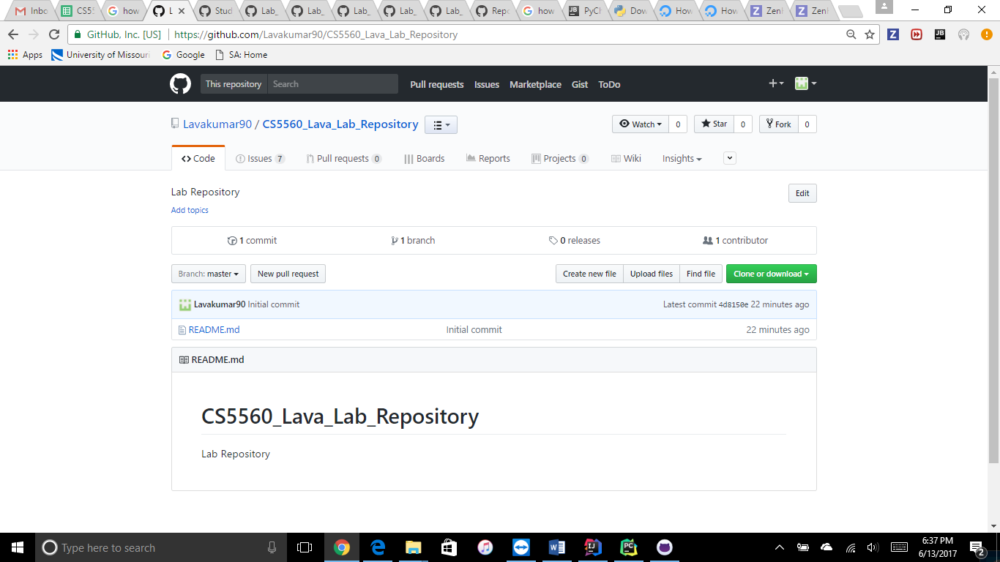 Inbo CS55 how L Stud Lab_ Lab_ Lab_ Lab_ Lab_ Repo how PyCh Dow How How Zenh Zenh
GitHub, Inc. [US] https://github.com/Lavakumar90/CS5560_Lava_Lab_Repository
Apps University of Missouri Google SA: Home
This repository Search Pull requests Issues Marketplace Gist ToDo
Lavakumar90 / CS5560_Lava_Lab_Repository Watch 0 Star 0 Fork 0
Code Issues 7 Pull requests 0 Boards Reports Projects 0 Wiki Insights
Lab Repository Edit
Add topics
1 commit 1 branch 0 releases 1 contributor
Branch: master New pull request Create new file Upload files Find file Clone or download
Lavakumar90 Initial commit Latest commit 4d8150e 22 minutes ago
README.md Initial commit 22 minutes ago
README.md
CS5560_Lava_Lab_Repository
Lab Repository
Type here to search
6:37 PM
6/13/2017
2